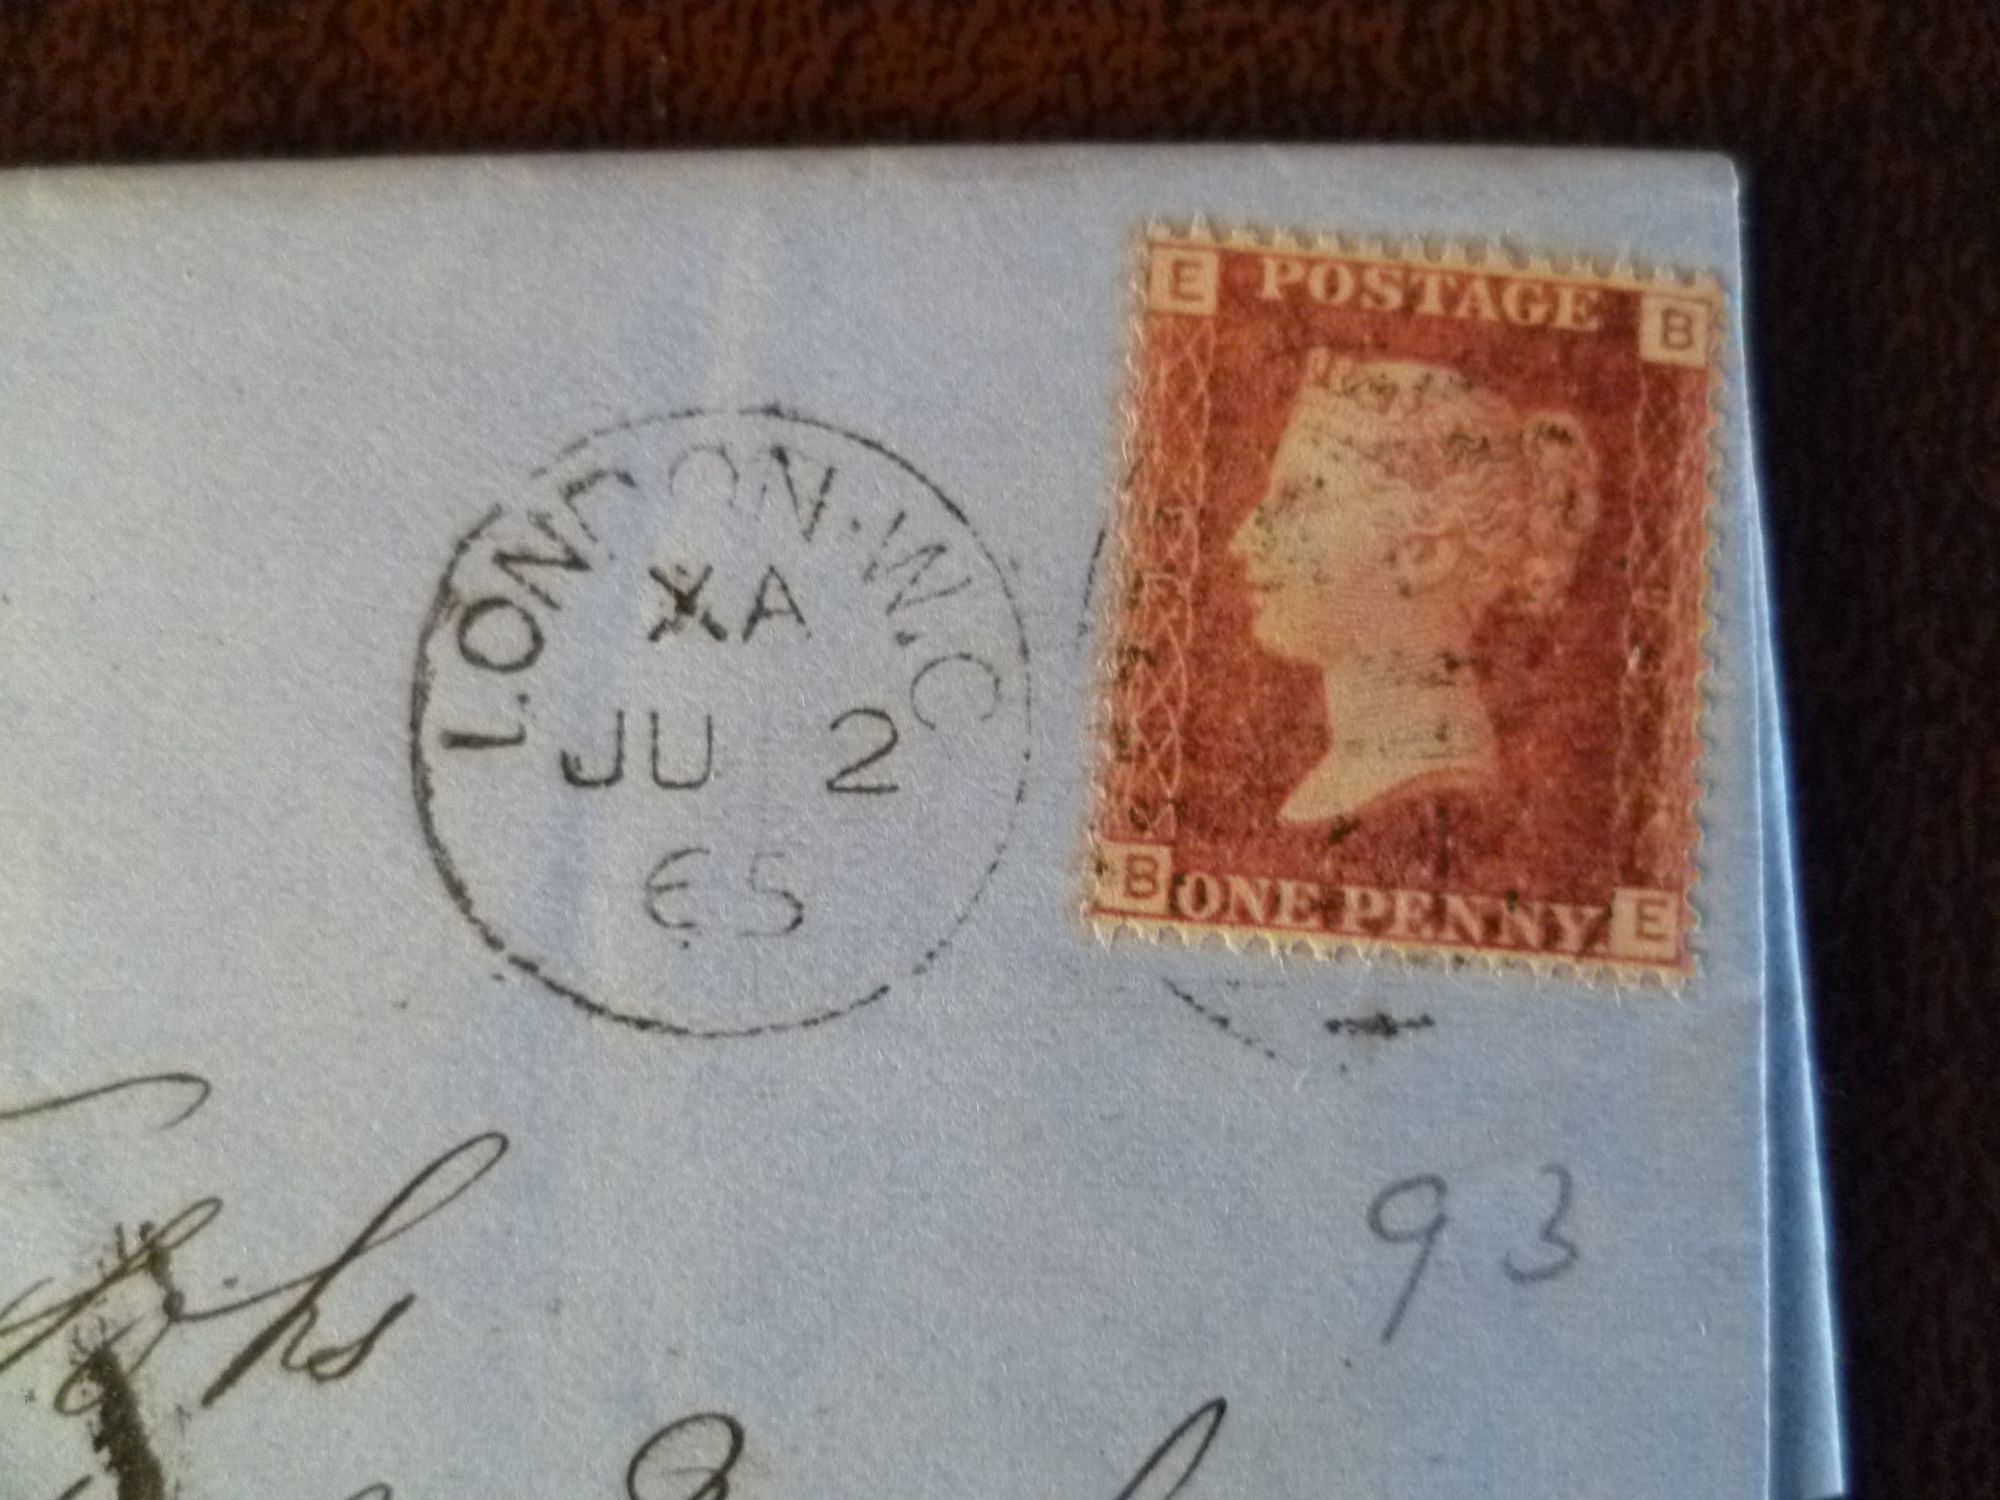 E POSTAGE B
LONDON·W.C
XA
JU 2
65
B ONE PENNY E
93